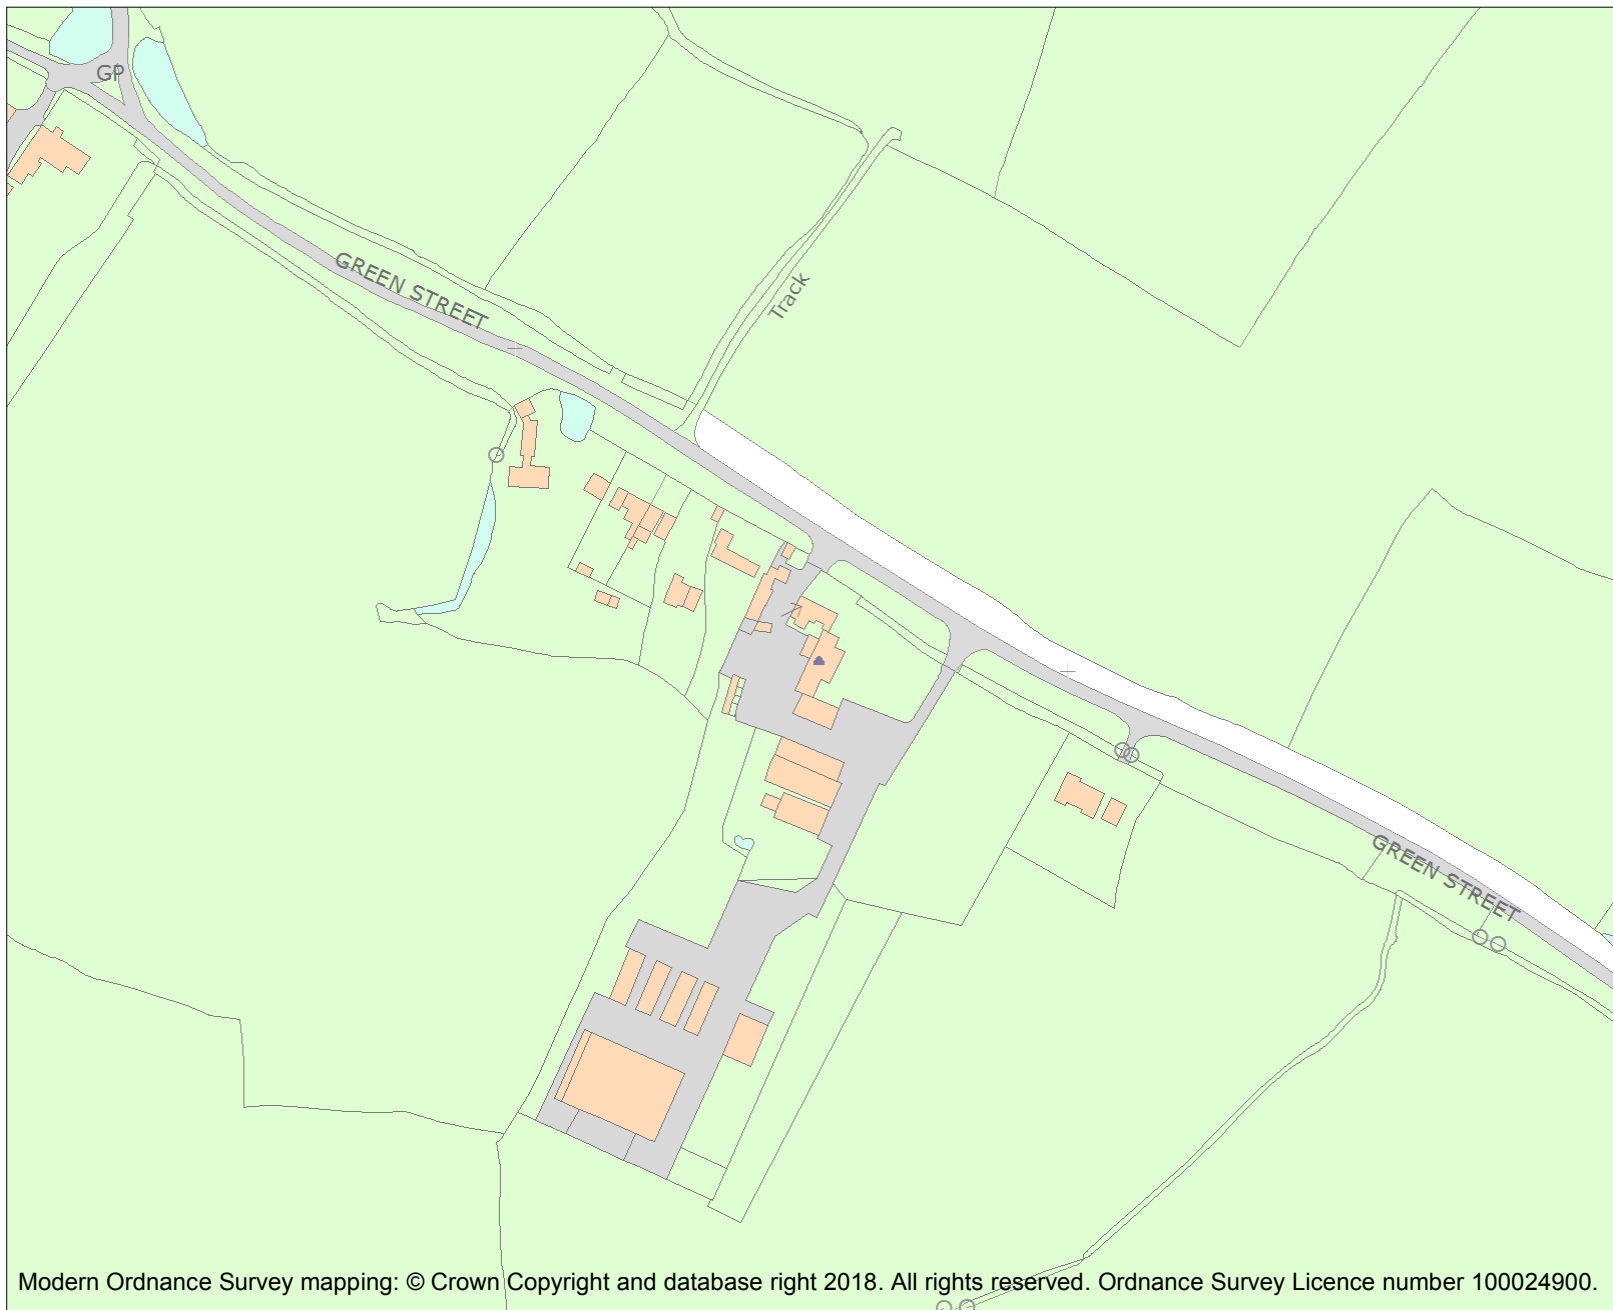 GP
GREEN STREET
Track
GREEN STREET
Modern Ordnance Survey mapping: © Crown Copyright and database right 2018. All rights reserved. Ordnance Survey Licence number 100024900.